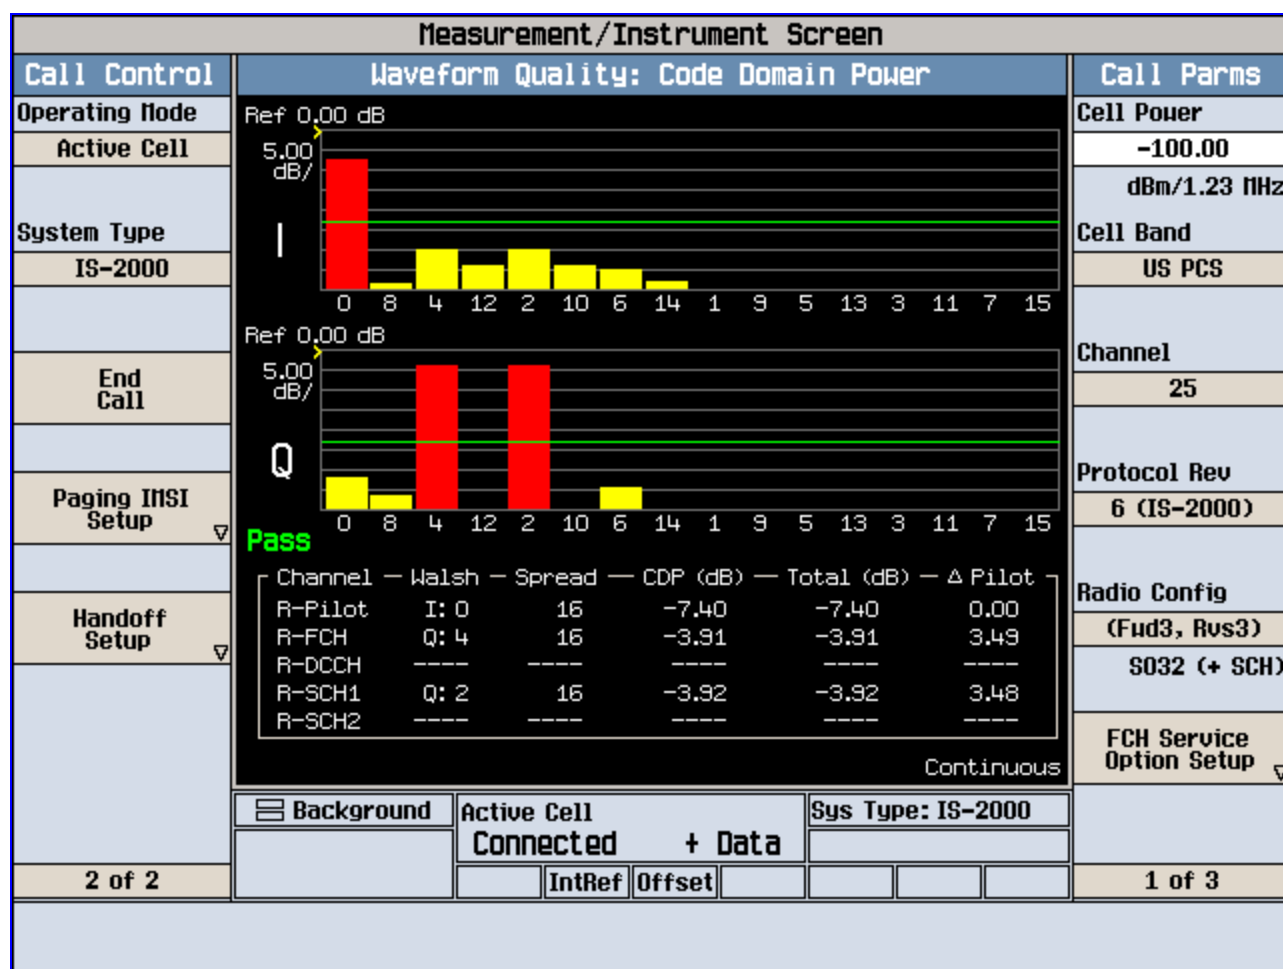 Measurement/Instrument Screen
Call Control
Operating Mode
Active Cell
System Type
IS-2000
End
Call
Paging IMSI
Setup
Handoff
Setup
2 of 2
Waveform Quality: Code Domain Power
Ref 0.00 dB
5.00
dB/
I
0 8 4 12 2 10 6 14 1 9 5 13 3 11 7 15
Ref 0.00 dB
5.00
dB/
Q
0 8 4 12 2 10 6 14 1 9 5 13 3 11 7 15
Pass
Channel Walsh Spread CDP (dB) Total (dB) Δ Pilot
R-Pilot I: 0 16 -7.40 -7.40 0.00
R-FCH Q: 4 16 -3.91 -3.91 3.49
R-DCCH ---- ---- ---- ---- ----
R-SCH1 Q: 2 16 -3.92 -3.92 3.48
R-SCH2 ---- ---- ---- ---- ----
Continuous
Background
Active Cell
Connected + Data
Sys Type: IS-2000
IntRef Offset
Call Parms
Cell Power
-100.00
dBm/1.23 MHz
Cell Band
US PCS
Channel
25
Protocol Rev
6 (IS-2000)
Radio Config
(Fwd3, Rvs3)
SO32 (+ SCH)
FCH Service
Option Setup
1 of 3